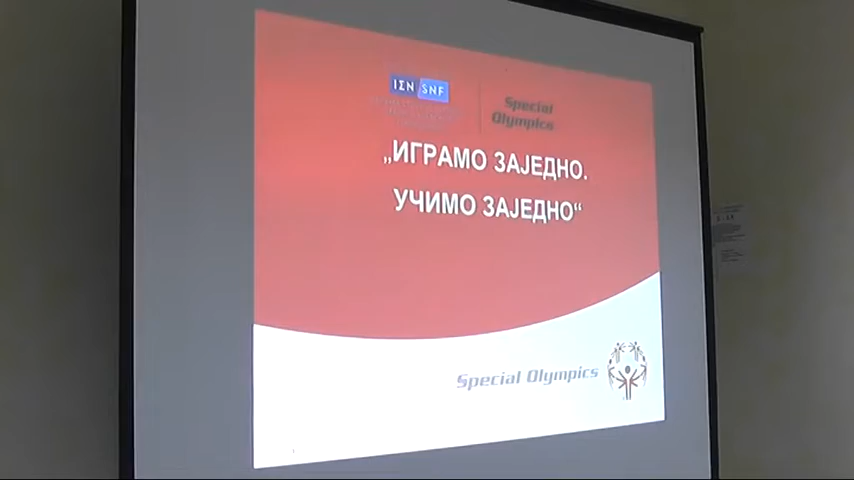 ΙΣΝ SNF
Special
Olympics
„ИГРАМО ЗАЈЕДНО.
УЧИМО ЗАЈЕДНО“
Special Olympics